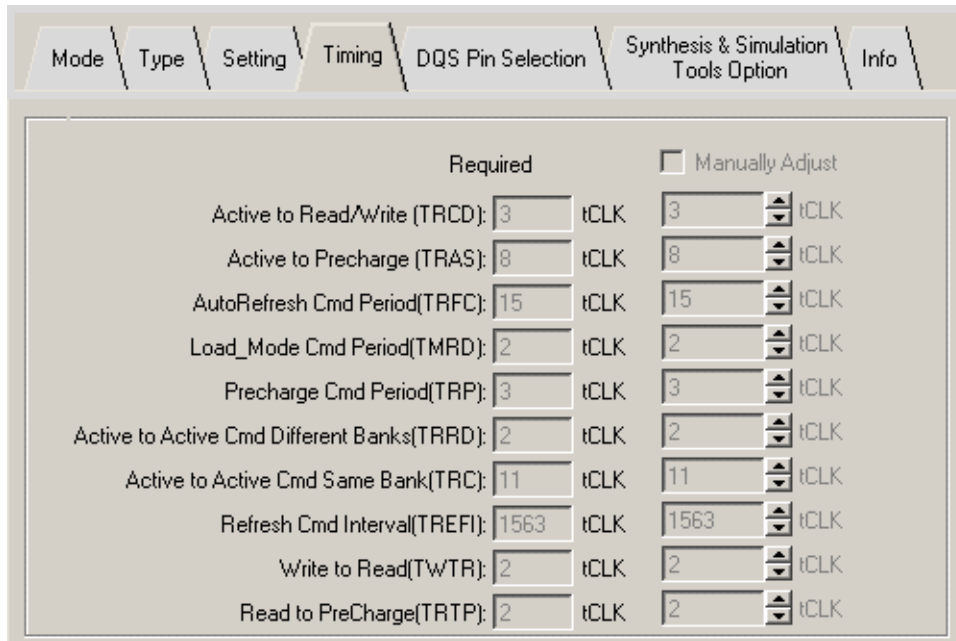 Mode Type Setting Timing DQS Pin Selection Synthesis & Simulation Tools Option Info
Required Manually Adjust
Active to Read/Write (TRCD): 3 tCLK 3 tCLK
Active to Precharge (TRAS): 8 tCLK 8 tCLK
AutoRefresh Cmd Period(TRFC): 15 tCLK 15 tCLK
Load_Mode Cmd Period(TMRD): 2 tCLK 2 tCLK
Precharge Cmd Period(TRP): 3 tCLK 3 tCLK
Active to Active Cmd Different Banks(TRRD): 2 tCLK 2 tCLK
Active to Active Cmd Same Bank(TRC): 11 tCLK 11 tCLK
Refresh Cmd Interval(TREFI): 1563 tCLK 1563 tCLK
Write to Read(TWTR): 2 tCLK 2 tCLK
Read to PreCharge(TRTP): 2 tCLK 2 tCLK